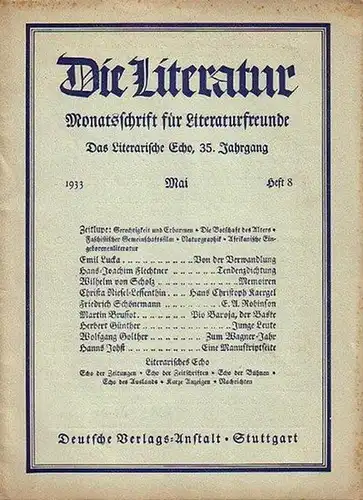 Die Literatur
Monatsschrift für Literaturfreunde
Das Literarische Echo, 35. Jahrgang
1933 Mai Heft 8
Zeitlupe: Gerechtigkeit und Erbarmen • Die Botschaft des Alters •
Faschistischer Gemeinschaftsfilm • Naturgraphik • Afrikanische Ein-
geborenenliteratur
Emil Lucka Von der Verwandlung
Hans-Joachim Flechtner Tendenzdichtung
Wilhelm von Scholz Memoiren
Christa Niesel-Lessenthin Hans Christoph Kaergel
Friedrich Schönemann E. A. Robinson
Martin Brussot Pio Baroja, der Baske
Herbert Günther Junge Leute
Wolfgang Golther Zum Wagner-Jahr
Hanns Johst Eine Manuskriptseite
Literarisches Echo
Echo der Zeitungen • Echo der Zeitschriften • Echo der Bühnen •
Echo des Auslands • Kurze Anzeigen • Nachrichten
Deutsche Verlags-Anstalt • Stuttgart